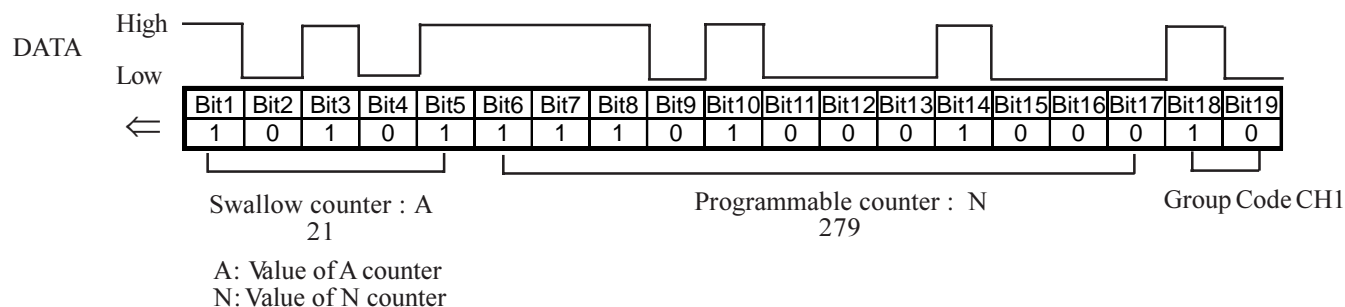 High
DATA
Low
Bit1 Bit2 Bit3 Bit4 Bit5 Bit6 Bit7 Bit8 Bit9 Bit10 Bit11 Bit12 Bit13 Bit14 Bit15 Bit16 Bit17 Bit18 Bit19
⇐ 1 0 1 0 1 1 1 1 0 1 0 0 0 1 0 0 0 1 0
Swallow counter : A Programmable counter : N Group Code CH1
21 279
A: Value of A counter
N: Value of N counter